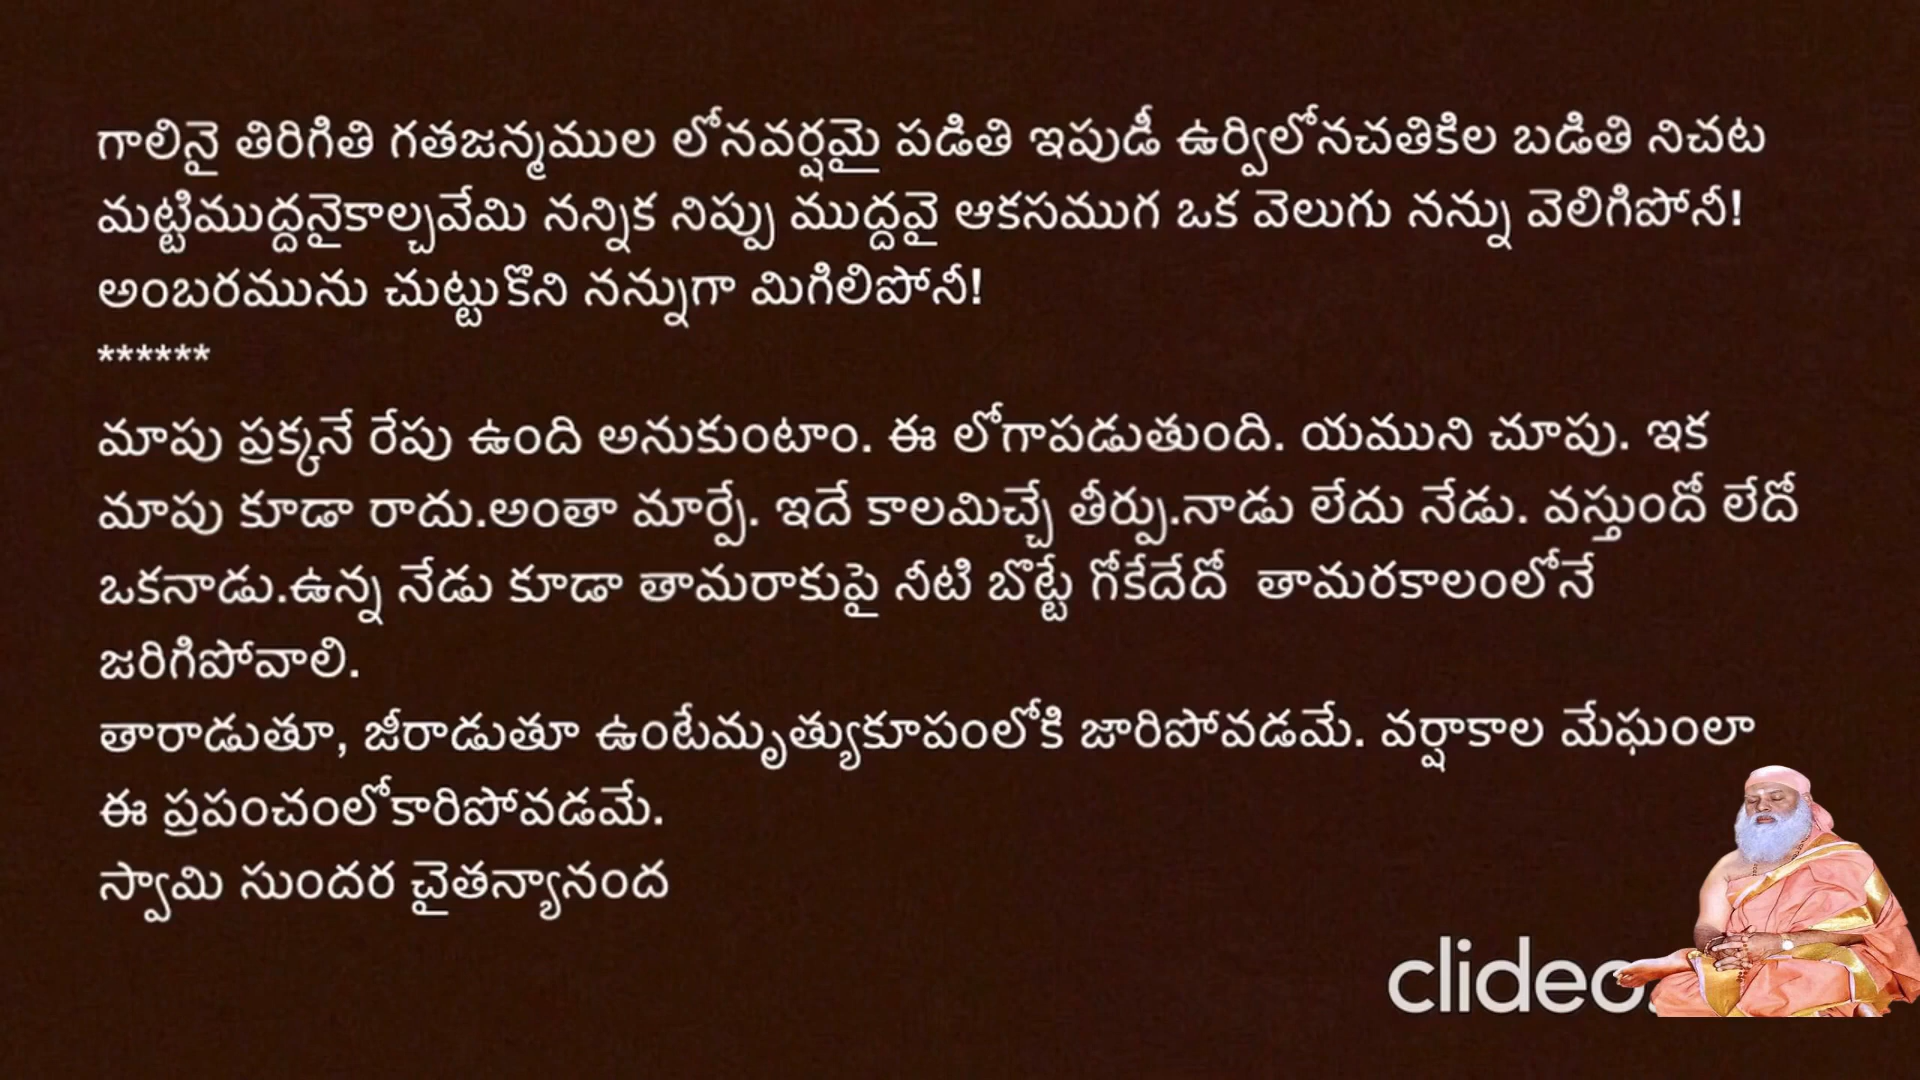 గాలినై తిరిగితి గతజన్మముల లోనవర్షమై పడితి ఇపుడీ ఉర్విలోనచతికిల బడితి నిచట
మట్టిముద్దనైకాల్చవేమి నన్నిక నిప్పు ముద్దవై ఆకసముగ ఒక వెలుగు నన్ను వెలిగిపోనీ!
అంబరమును చుట్టుకొని నన్నుగా మిగిలిపోనీ!
******
మాపు ప్రక్కనే రేపు ఉంది అనుకుంటాం. ఈ లోగాపడుతుంది. యముని చూపు. ఇక
మాపు కూడా రాదు.అంతా మార్పే. ఇదే కాలమిచ్చే తీర్పు.నాడు లేదు నేడు. వస్తుందో లేదో
ఒకనాడు.ఉన్న నేడు కూడా తామరాకుపై నీటి బొట్టే గోకేదేదో  తామరకాలంలోనే
జరిగిపోవాలి.
తారాడుతూ, జీరాడుతూ ఉంటేమృత్యుకూపంలోకి జారిపోవడమే. వర్షాకాల మేఘంలా
ఈ ప్రపంచంలోకారిపోవడమే.
స్వామి సుందర చైతన్యానంద
clideo.